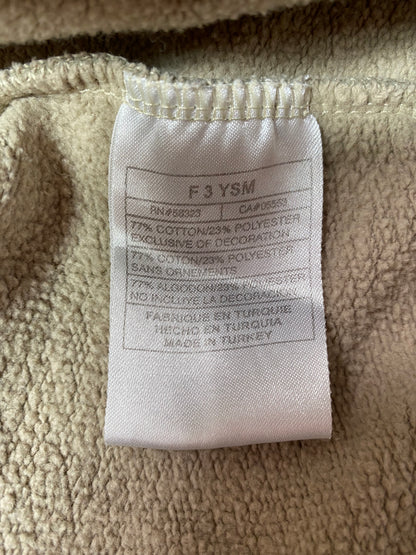 F 3 YSM
RN#56323 CA#05553
77% COTTON/23% POLYESTER
EXCLUSIVE OF DECORATION
77% COTON/23% POLYESTER
SANS ORNEMENTS
77% ALGODON/23% POLIESTER
NO INCLUYE LA DECORACION
FABRIQUE EN TURQUIE
HECHO EN TURQUIA
MADE IN TURKEY